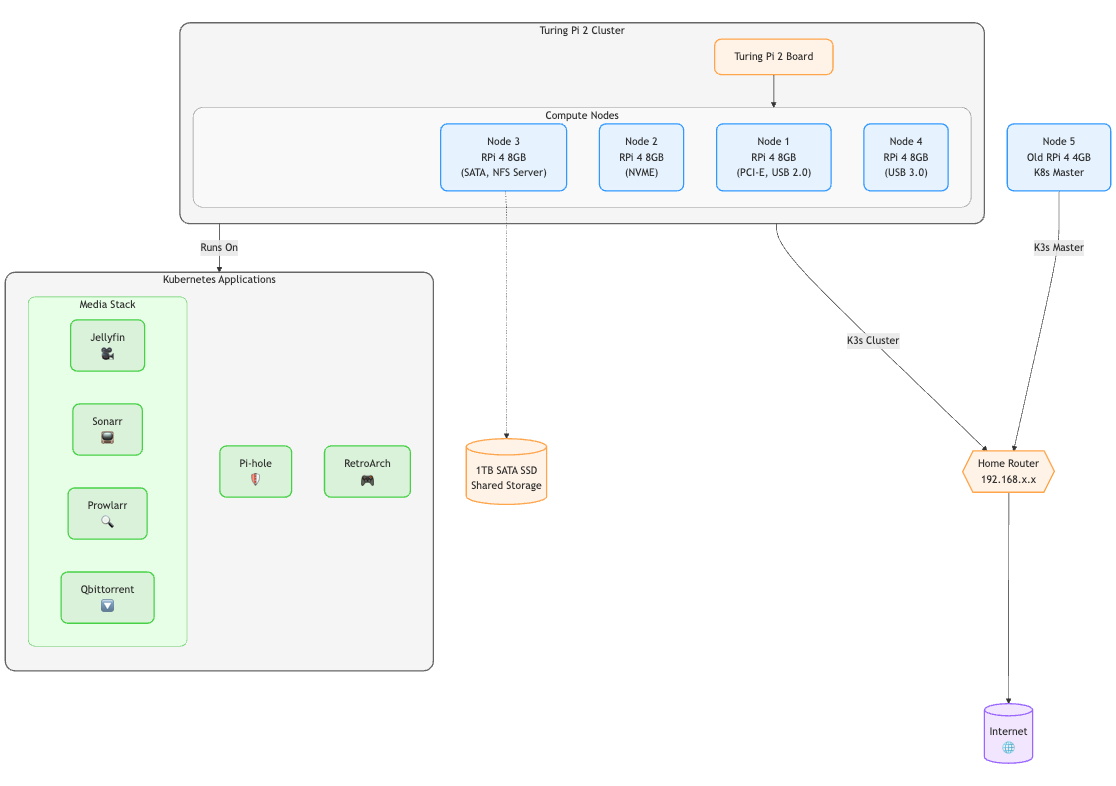 Turing Pi 2 Cluster
Turing Pi 2 Board
Compute Nodes
Node 3
RPi 4 8GB
(SATA, NFS Server)
Node 2
RPi 4 8GB
(NVME)
Node 1
RPi 4 8GB
(PCI-E, USB 2.0)
Node 4
RPi 4 8GB
(USB 3.0)
Node 5
Old RPi 4 4GB
K8s Master
Runs On
K3s Master
K3s Cluster
Kubernetes Applications
Media Stack
Jellyfin
Sonarr
Prowlarr
Qbittorrent
Pi-hole
RetroArch
1TB SATA SSD
Shared Storage
Home Router
192.168.x.x
Internet